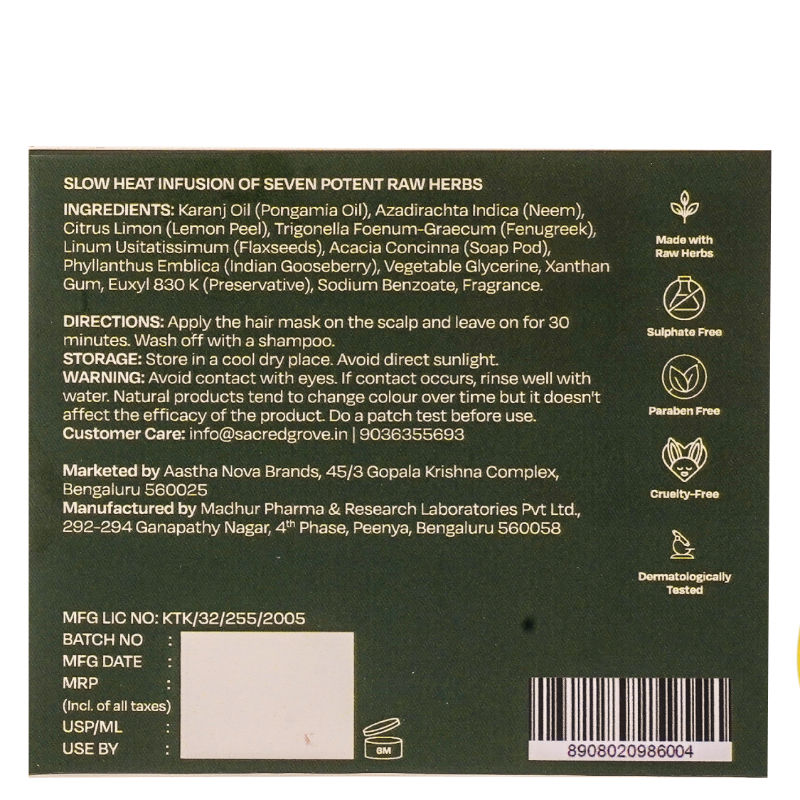 SLOW HEAT INFUSION OF SEVEN POTENT RAW HERBS
INGREDIENTS: Karanj Oil (Pongamia Oil), Azadirachta Indica (Neem),
Citrus Limon (Lemon Peel), Trigonella Foenum-Graecum (Fenugreek),
Linum Usitatissimum (Flaxseeds), Acacia Concinna (Soap Pod),
Phyllanthus Emblica (Indian Gooseberry), Vegetable Glycerine, Xanthan
Gum, Euxyl 830 K (Preservative), Sodium Benzoate, Fragrance.
DIRECTIONS: Apply the hair mask on the scalp and leave on for 30
minutes. Wash off with a shampoo.
STORAGE: Store in a cool dry place. Avoid direct sunlight.
WARNING: Avoid contact with eyes. If contact occurs, rinse well with
water. Natural products tend to change colour over time but it doesn't
affect the efficacy of the product. Do a patch test before use.
Customer Care: info@sacredgrove.in | 9036355693
Marketed by Aastha Nova Brands, 45/3 Gopala Krishna Complex,
Bengaluru 560025
Manufactured by Madhur Pharma & Research Laboratories Pvt Ltd.,
292-294 Ganapathy Nagar, 4th Phase, Peenya, Bengaluru 560058
MFG LIC NO: KTK/32/255/2005
BATCH NO :
MFG DATE :
MRP :
(Incl. of all taxes)
USP/ML :
USE BY :
6M
Made with
Raw Herbs
Sulphate Free
Paraben Free
Cruelty-Free
Dermatologically
Tested
8908020986004